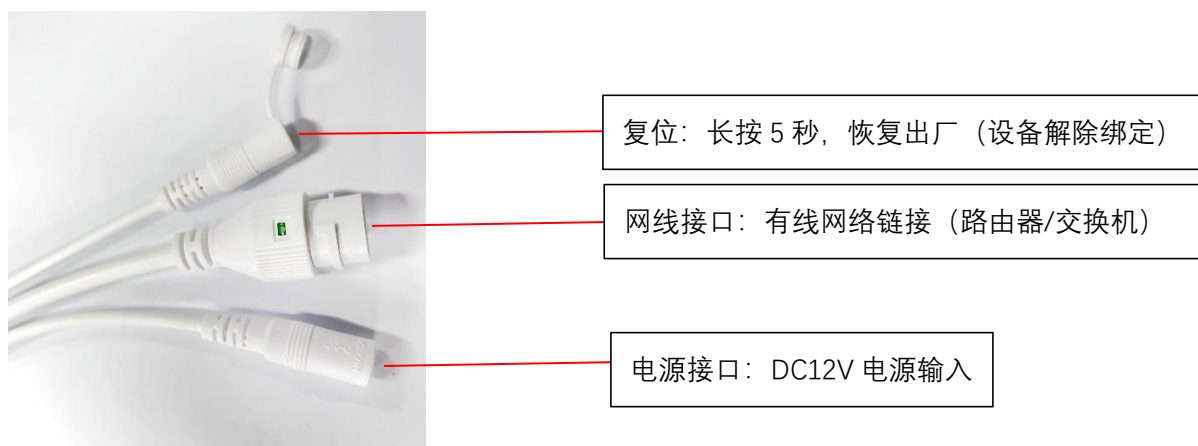 复位：长按 5 秒，恢复出厂（设备解除绑定）
网线接口：有线网络链接（路由器/交换机）
电源接口：DC12V 电源输入